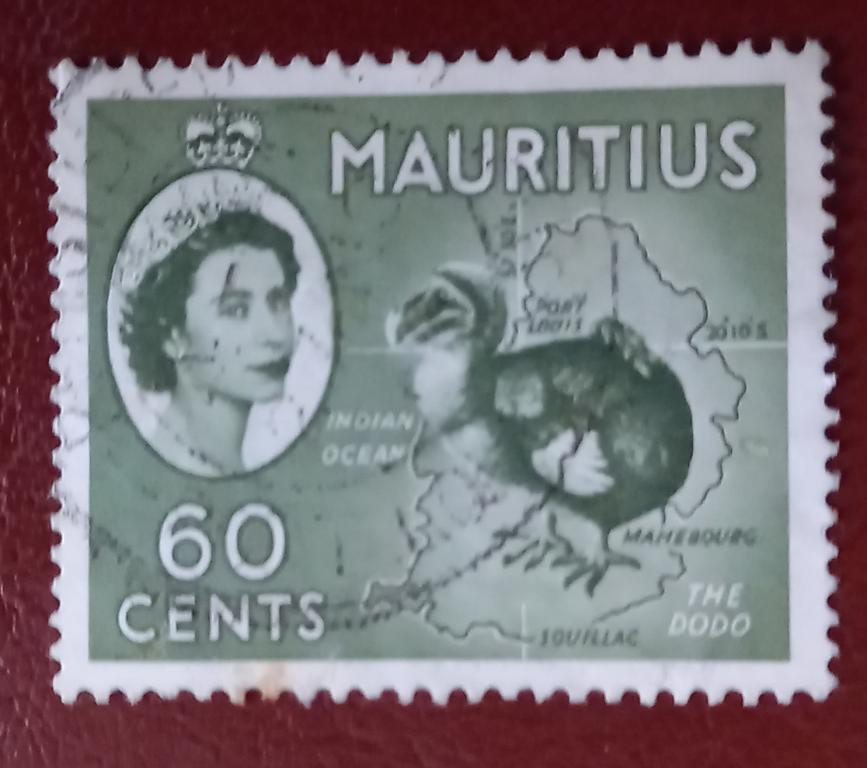 MAURITIUS
PORT
LOUIS
20°10'S
INDIAN
OCEAN
60
CENTS
MAHEBOURG
THE
DODO
SOUILLAC